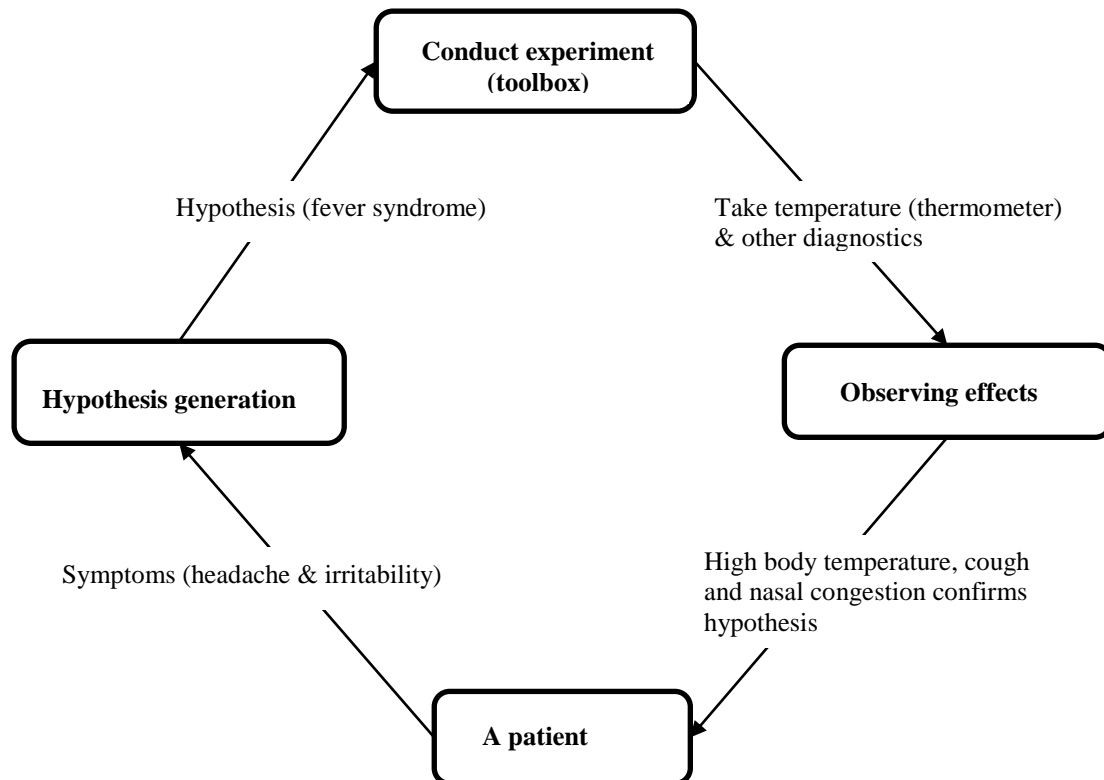 Conduct experiment
(toolbox)
Hypothesis (fever syndrome)
Take temperature (thermometer)
& other diagnostics
Hypothesis generation
Observing effects
Symptoms (headache & irritability)
High body temperature, cough
and nasal congestion confirms
hypothesis
A patient